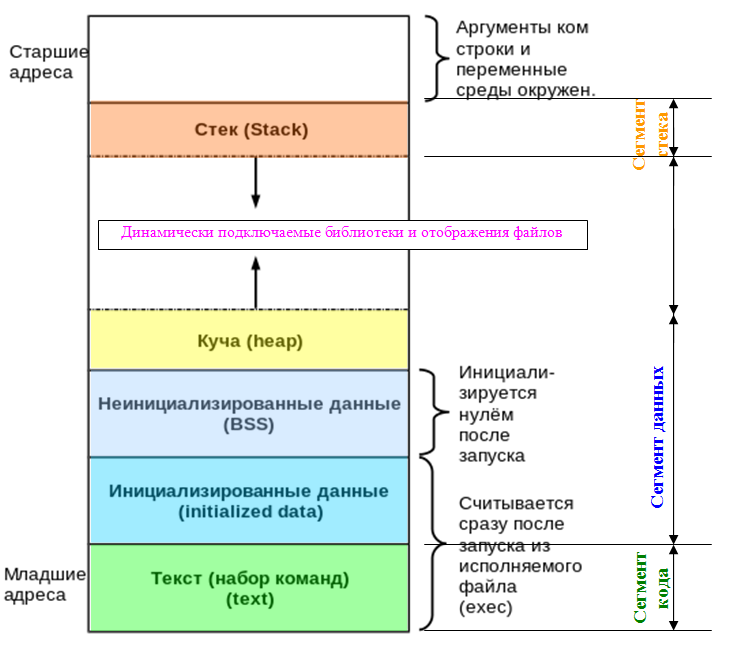 Старшие
адреса
Аргументы ком
строки и
переменные
среды окружен.
Стек (Stack)
Сегмент
стека
Динамически подключаемые библиотеки и отображения файлов
Куча (heap)
Неинициализированные данные
(BSS)
Инициали-
зируется
нулём
после
запуска
Сегмент данных
Инициализированные данные
(initialized data)
Считывается
сразу после
запуска из
исполняемого
файла
(exec)
Младшие
адреса
Текст (набор команд)
(text)
Сегмент
кода